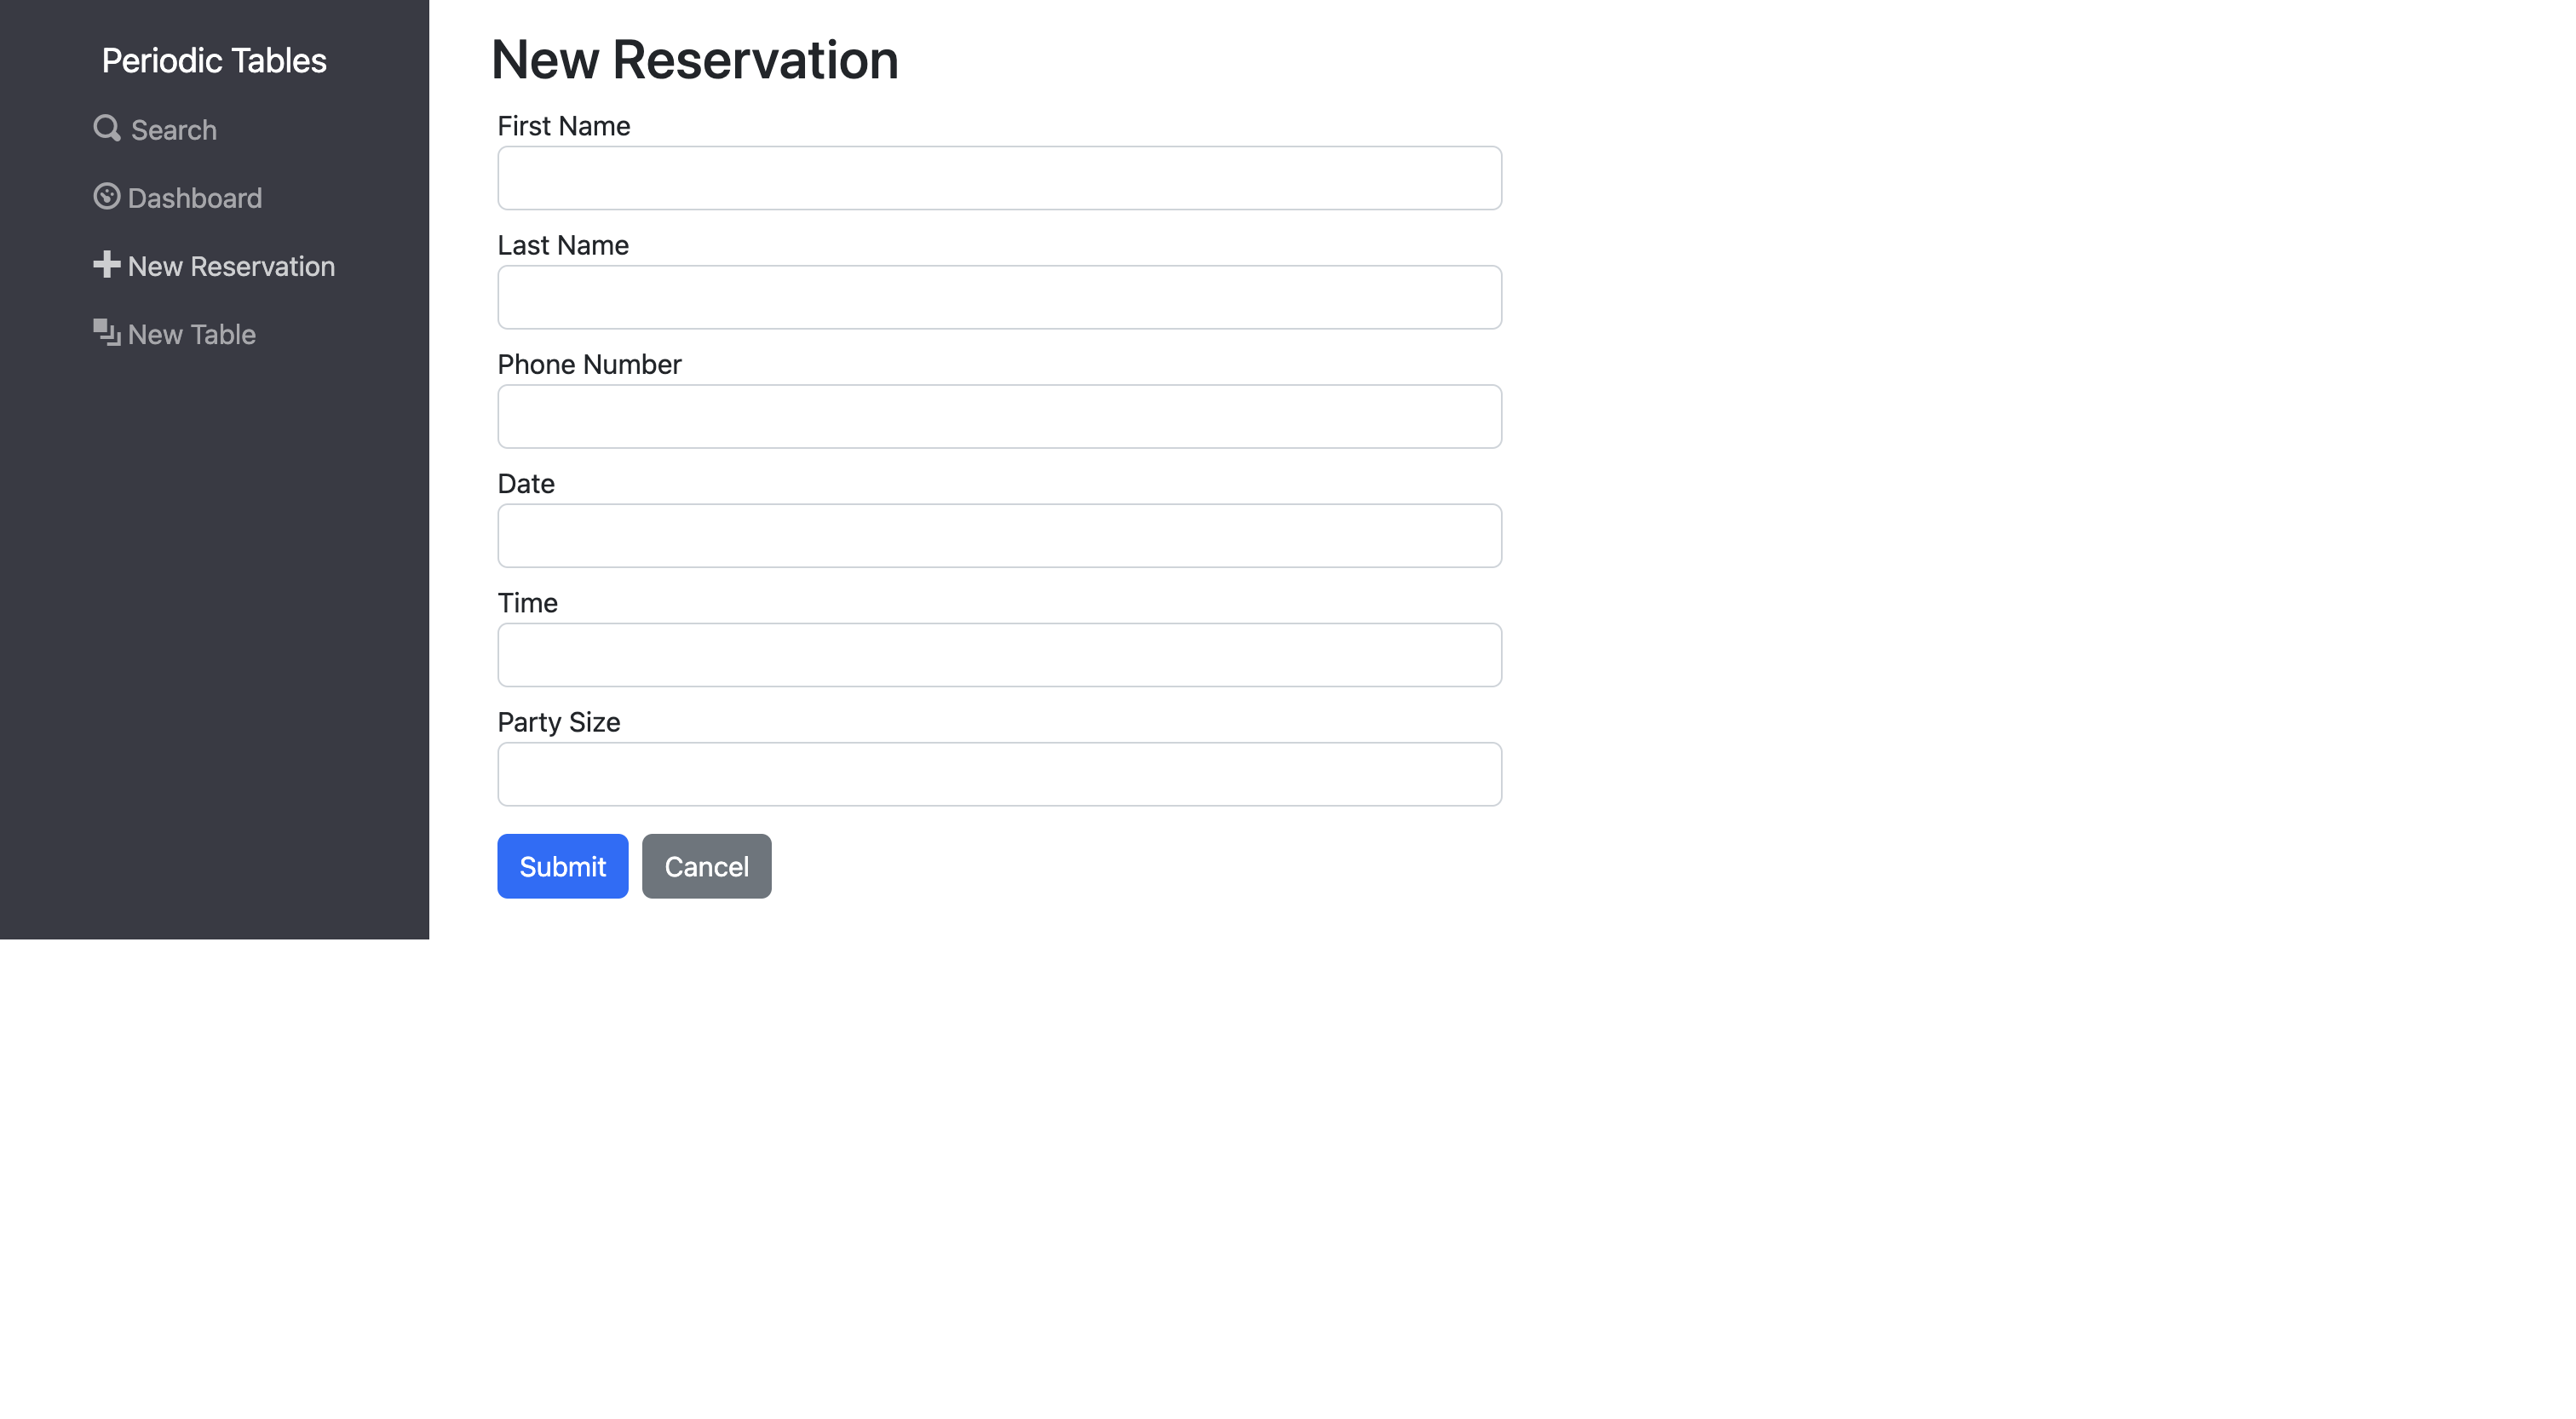 Periodic Tables
Search
Dashboard
New Reservation
New Table
New Reservation
First Name
Last Name
Phone Number
Date
Time
Party Size
Submit Cancel